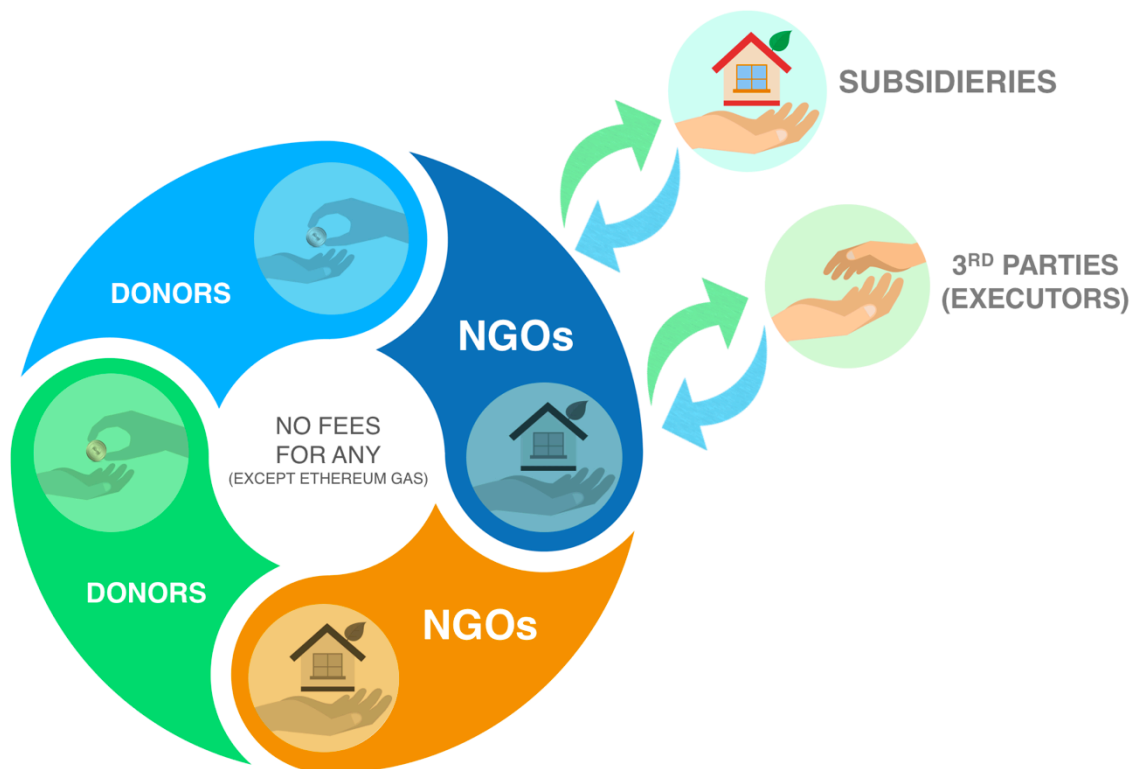 SUBSIDIERIES
3RD PARTIES
(EXECUTORS)
DONORS
NGOs
NO FEES
FOR ANY
(EXCEPT ETHEREUM GAS)
DONORS
NGOs